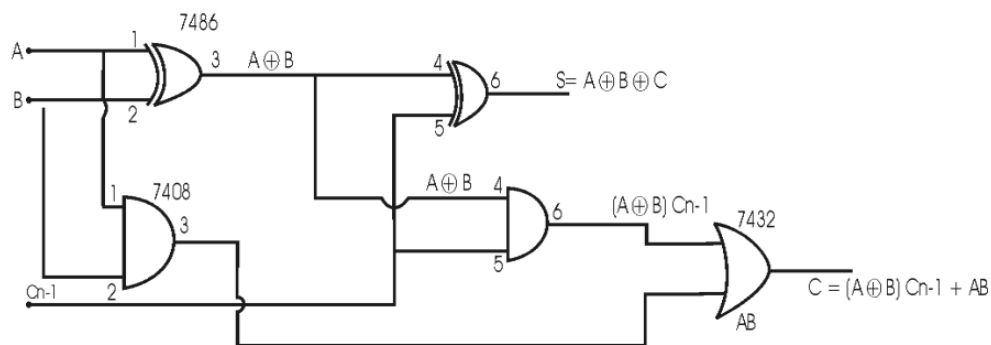 7486
A
1
3
A⊕B
4
6
S= A⊕B⊕C
B
2
5
A⊕B
4
1
7408
3
6
(A⊕B) Cn-1
7432
5
2
Cn-1
C = (A⊕B) Cn-1 + AB
AB